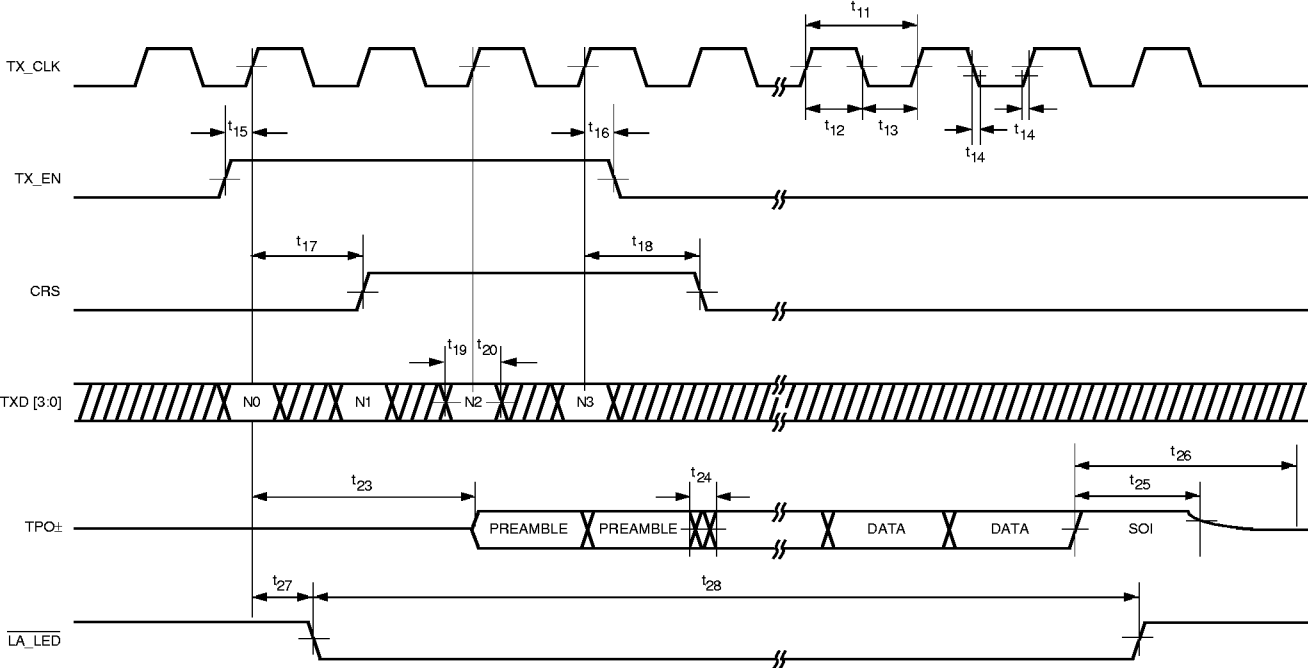 t11
TX_CLK
t12
t13
t14
t14
t15
t16
TX_EN
t17
t18
CRS
t19
t20
TXD [3:0]
N0
N1
N2
N3
t23
t24
t26
t25
TPO±
PREAMBLE
PREAMBLE
DATA
DATA
SOI
t27
t28
LA_LED